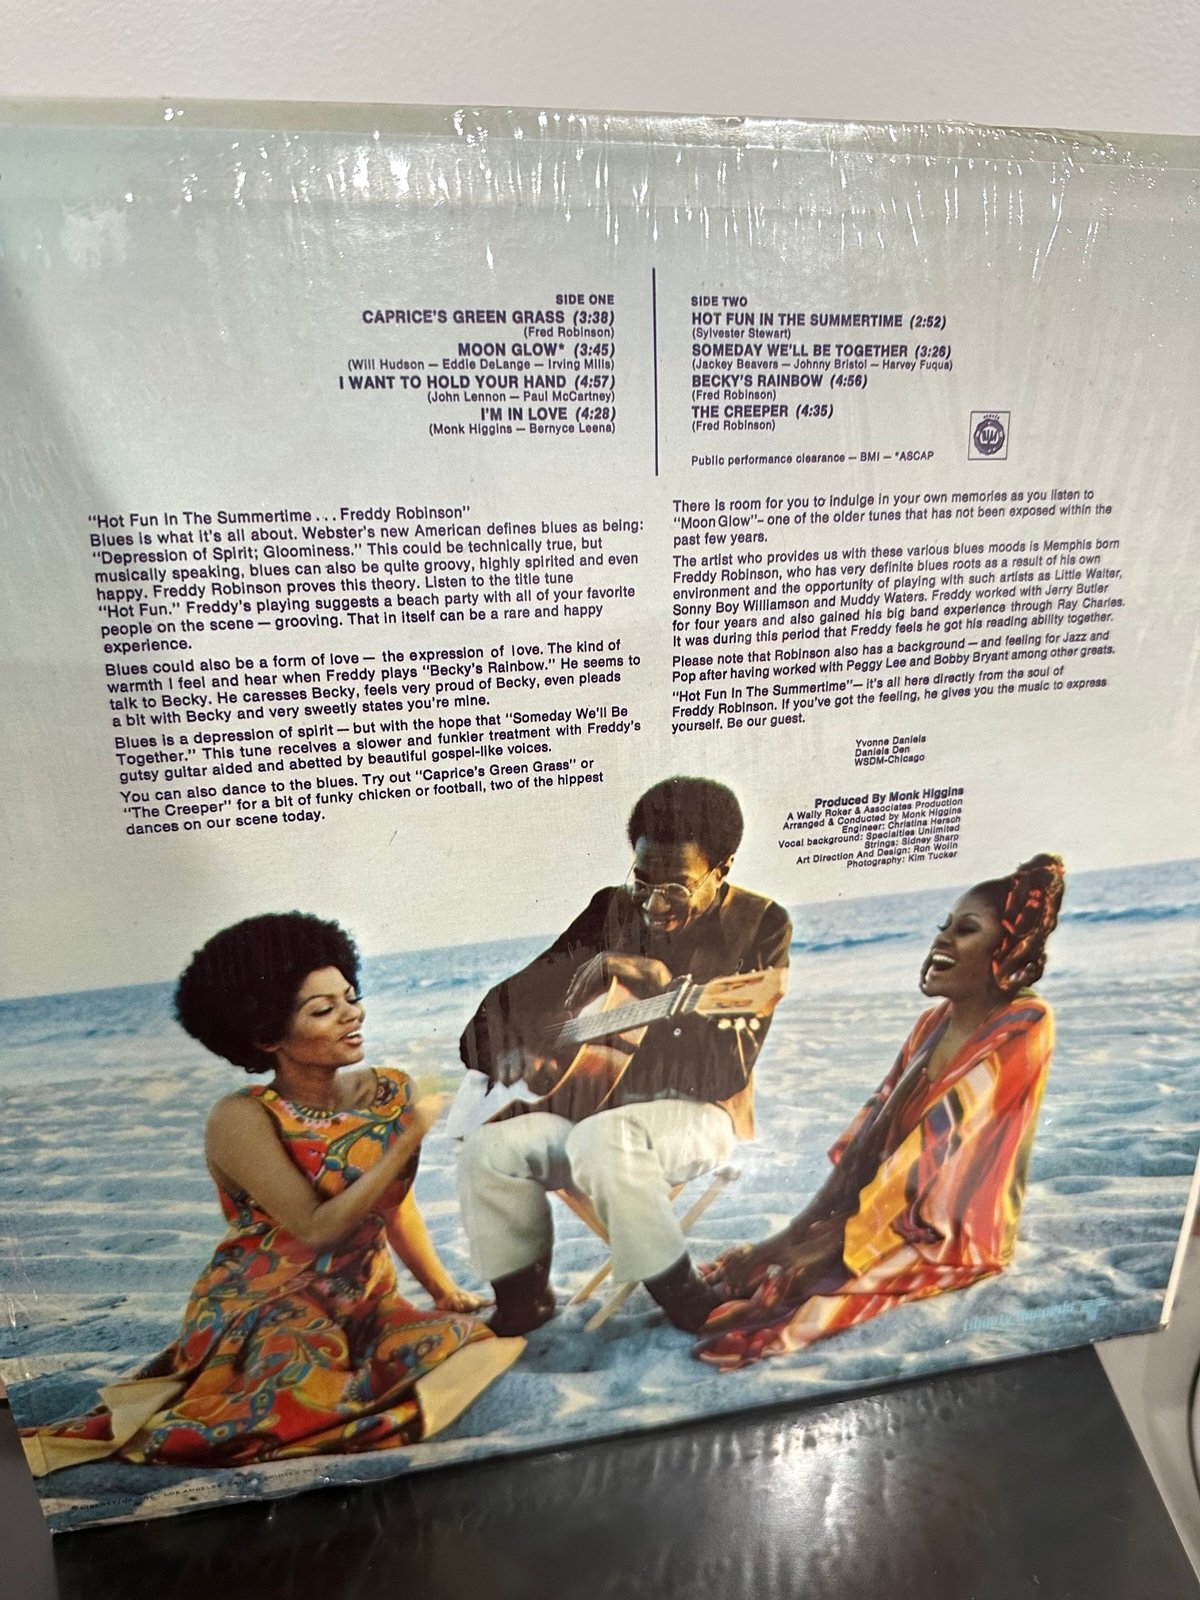 SIDE ONE
CAPRICE'S GREEN GRASS (3:38)
(Fred Robinson)
MOON GLOW* (3:45)
(Will Hudson — Eddie DeLange — Irving Mills)
I WANT TO HOLD YOUR HAND (4:57)
(John Lennon — Paul McCartney)
I'M IN LOVE (4:28)
(Monk Higgins — Bernyce Leena)
SIDE TWO
HOT FUN IN THE SUMMERTIME (2:52)
(Sylvester Stewart)
SOMEDAY WE'LL BE TOGETHER (3:26)
(Jackey Beavers — Johnny Bristol — Harvey Fuqua)
BECKY'S RAINBOW (4:56)
(Fred Robinson)
THE CREEPER (4:35)
(Fred Robinson)
Public performance clearance — BMI — *ASCAP
"Hot Fun In The Summertime . . . Freddy Robinson"
Blues is what it's all about. Webster's new American defines blues as being:
"Depression of Spirit; Gloominess." This could be technically true, but
musically speaking, blues can also be quite groovy, highly spirited and even
happy. Freddy Robinson proves this theory. Listen to the title tune
"Hot Fun." Freddy's playing suggests a beach party with all of your favorite
people on the scene — grooving. That in itself can be a rare and happy
experience.
Blues could also be a form of love — the expression of love. The kind of
warmth I feel and hear when Freddy plays "Becky's Rainbow." He seems to
talk to Becky. He caresses Becky, feels very proud of Becky, even pleads
a bit with Becky and very sweetly states you're mine.
Blues is a depression of spirit — but with the hope that "Someday We'll Be
Together." This tune receives a slower and funkier treatment with Freddy's
gutsy guitar aided and abetted by beautiful gospel-like voices.
You can also dance to the blues. Try out "Caprice's Green Grass" or
"The Creeper" for a bit of funky chicken or football, two of the hippest
dances on our scene today.
There is room for you to indulge in your own memories as you listen to
"Moon Glow"— one of the older tunes that has not been exposed within the
past few years.
The artist who provides us with these various blues moods is Memphis born
Freddy Robinson, who has very definite blues roots as a result of his own
environment and the opportunity of playing with such artists as Little Walter,
Sonny Boy Williamson and Muddy Waters. Freddy worked with Jerry Butler
for four years and also gained his big band experience through Ray Charles.
It was during this period that Freddy feels he got his reading ability together.
Please note that Robinson also has a background — and feeling for Jazz and
Pop after having worked with Peggy Lee and Bobby Bryant among other greats.
"Hot Fun In The Summertime"— it's all here directly from the soul of
Freddy Robinson. If you've got the feeling, he gives you the music to express
yourself. Be our guest.
Yvonne Daniels
Daniels Den
WSDM-Chicago
Produced By Monk Higgins
A Wally Roker & Associates Production
Arranged & Conducted by Monk Higgins
Engineer: Christina Hersch
Vocal background: Specialties Unlimited
Strings: Sidney Sharp
Art Direction And Design: Ron Wolin
Photography: Kim Tucker